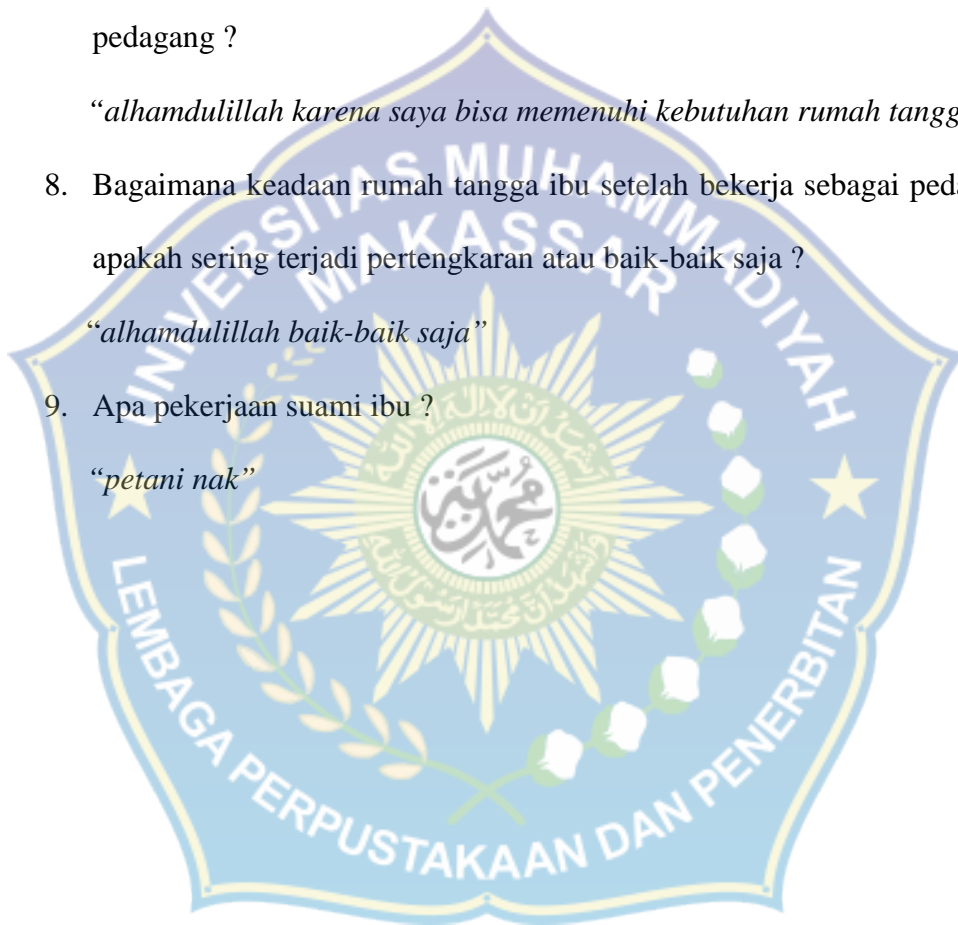 pedagang ?
“alhamdulillah karena saya bisa memenuhi kebutuhan rumah tangg
8. Bagaimana keadaan rumah tangga ibu setelah bekerja sebagai peda
apakah sering terjadi pertengkaran atau baik-baik saja ?
“alhamdulillah baik-baik saja”
9. Apa pekerjaan suami ibu ?
“petani nak”
UNIVERSITAS MUHAMMADIYAH
MAKASSAR
LEMBAGA PERPUSTAKAAN DAN PENERBITAN